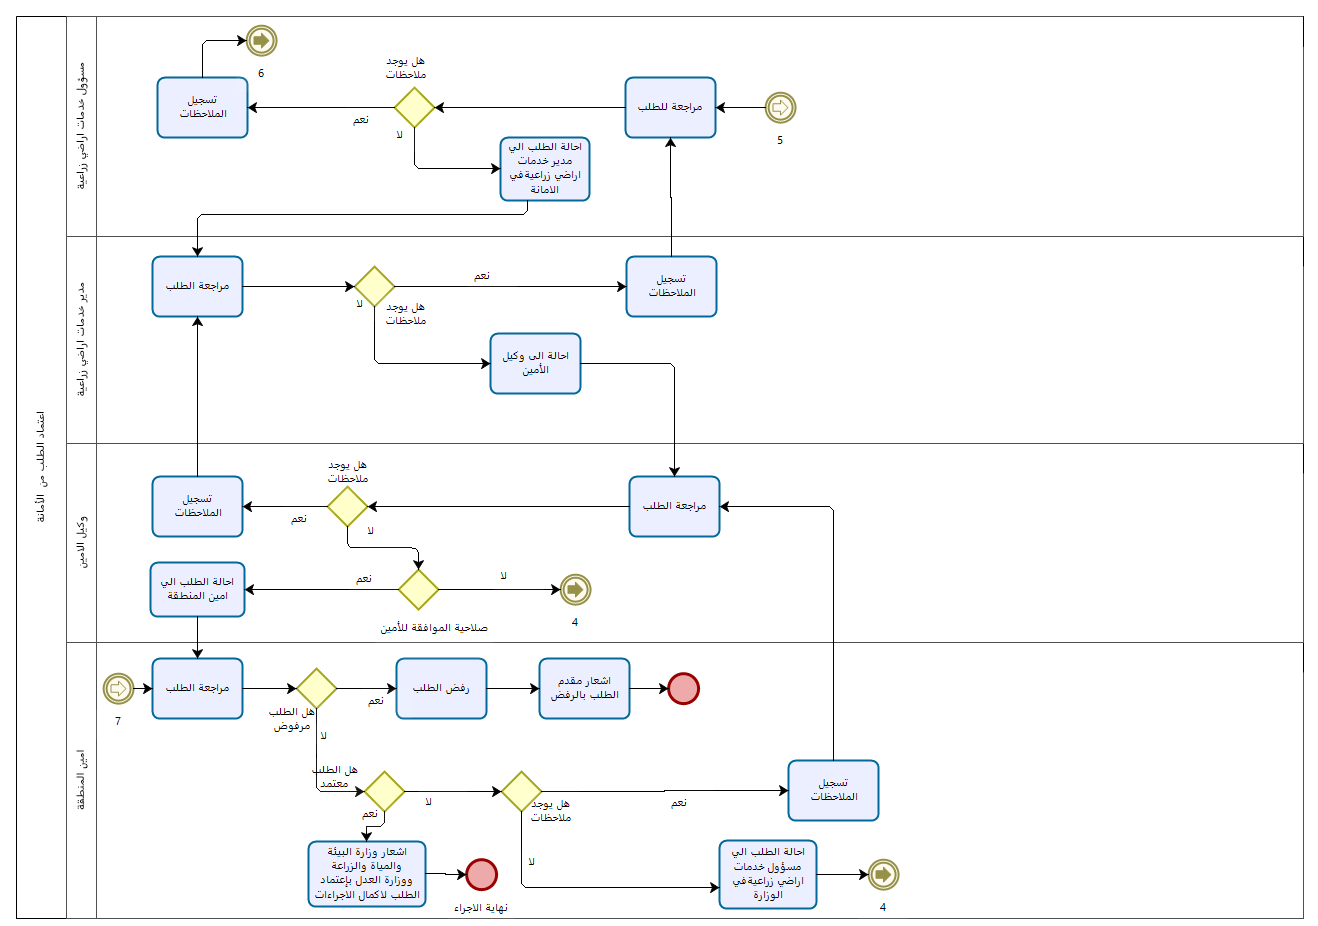 اعتماد الطلب من الأمانة
مسؤول خدمات اراضي زراعية
6
تسجيل
الملاحظات
نعم
هل يوجد
ملاحظات
لا
مراجعة للطلب
5
احالة الطلب الي
مدير خدمات
اراضي زراعيةفي
الامانة
مدير خدمات اراضي زراعية
مراجعة الطلب
لا
هل يوجد
ملاحظات
نعم
تسجيل
الملاحظات
احالة الى وكيل
الأمين
وكيل الامين
تسجيل
الملاحظات
نعم
هل يوجد
ملاحظات
لا
مراجعة الطلب
احالة الطلب الي
امين المنطقة
نعم
لا
صلاحية الموافقة للأمين
4
امين المنطقة
7
مراجعة الطلب
هل الطلب
مرفوض
نعم
رفض الطلب
اشعار مقدم
الطلب بالرفض
لا
هل الطلب
معتمد
لا
نعم
هل يوجد
ملاحظات
نعم
تسجيل
الملاحظات
لا
اشعار وزارة البيئة
والمياة والزراعة
ووزارة العدل بإعتماد
الطلب لاكمال الاجراءات
نهاية الاجراء
احالة الطلب الي
مسؤول خدمات
اراضي زراعيةفي
الوزارة
4